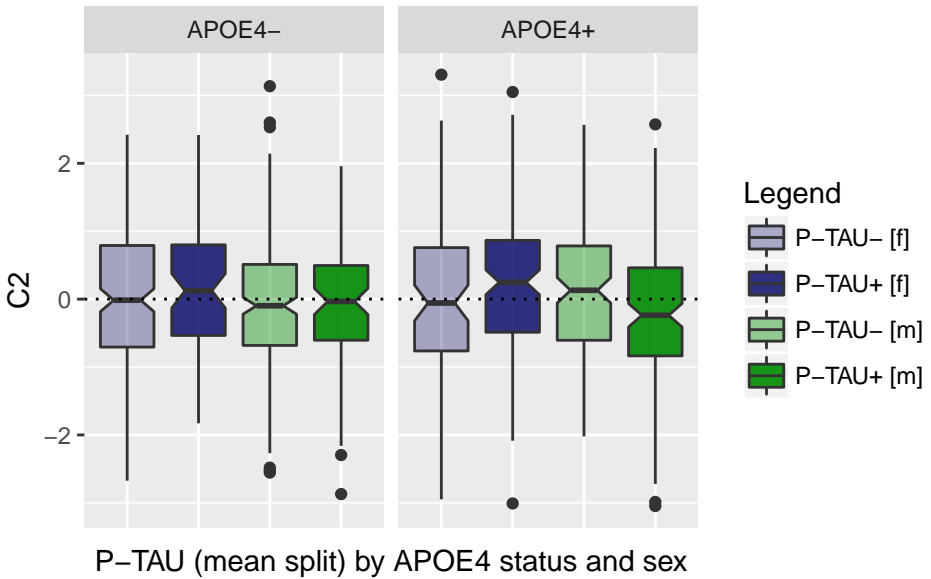 APOE4− APOE4+
2
0
−2
C2
P−TAU (mean split) by APOE4 status and sex
Legend
P−TAU− [f]
P−TAU+ [f]
P−TAU− [m]
P−TAU+ [m]